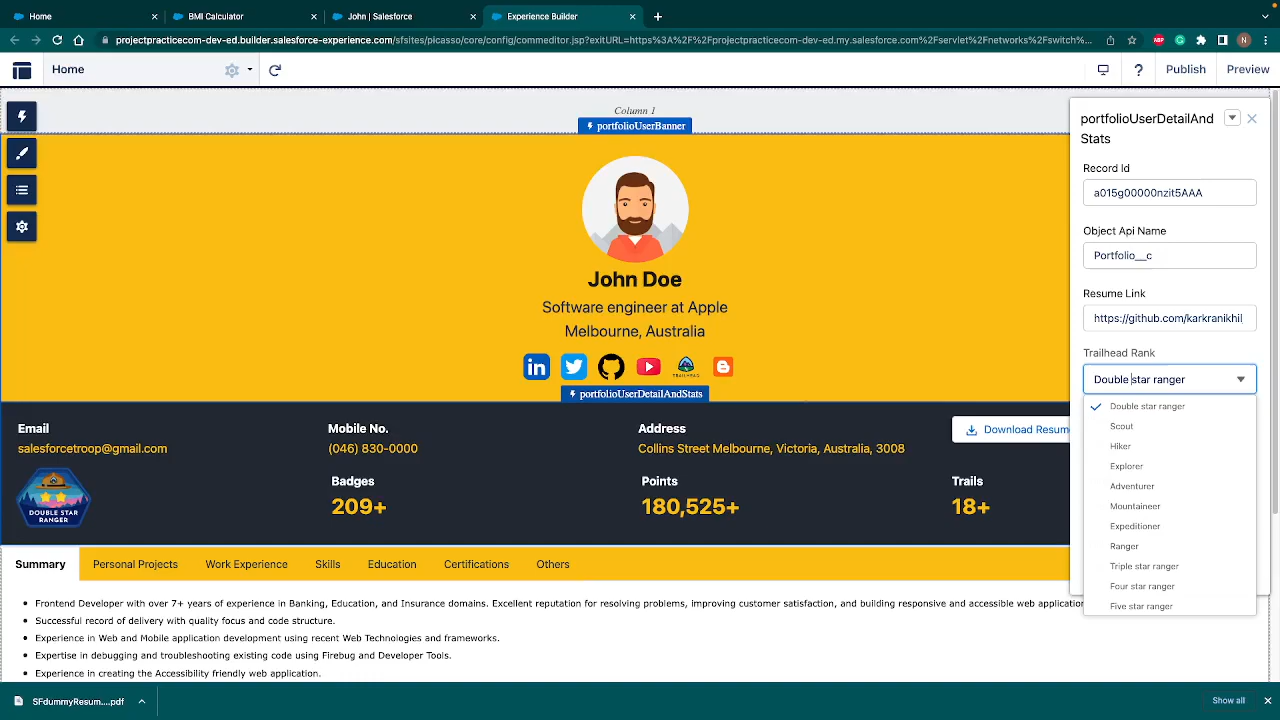 Home
BMI Calculator
John | Salesforce
Experience Builder
projectpracticecom-dev-ed.builder.salesforce-experience.com/sfsites/picasso/core/config/commeditor.jsp?exitURL=https%3A%2F%2Fprojectpracticecom-dev-ed.my.salesforce.com%2Fservlet%2Fnetworks%2Fswitch%...
ABP
N
Home
Publish
Preview
Column 1
portfolioUserBanner
John Doe
Software engineer at Apple
Melbourne, Australia
in
portfolioUserDetailAndStats
Email
Mobile No.
Address
Download Resum
salesforcetroop@gmail.com
(046) 830-0000
Collins Street Melbourne, Victoria, Australia, 3008
DOUBLE STAR
RANGER
Badges
Points
Trails
209+
180,525+
18+
Summary
Personal Projects
Work Experience
Skills
Education
Certifications
Others
Frontend Developer with over 7+ years of experience in Banking, Education, and Insurance domains. Excellent reputation for resolving problems, improving customer satisfaction, and building responsive and accessible web application
Successful record of delivery with quality focus and code structure.
Experience in Web and Mobile application development using recent Web Technologies and frameworks.
Expertise in debugging and troubleshooting existing code using Firebug and Developer Tools.
Experience in creating the Accessibility friendly web application.
portfolioUserDetailAnd
Stats
Record Id
a015g00000nzit5AAA
Object Api Name
Portfolio__c
Resume Link
https://github.com/karkranikhil
Trailhead Rank
Double star ranger
Double star ranger
Scout
Hiker
Explorer
Adventurer
Mountaineer
Expeditioner
Ranger
Triple star ranger
Four star ranger
Five star ranger
SFdummyResum....pdf
Show all